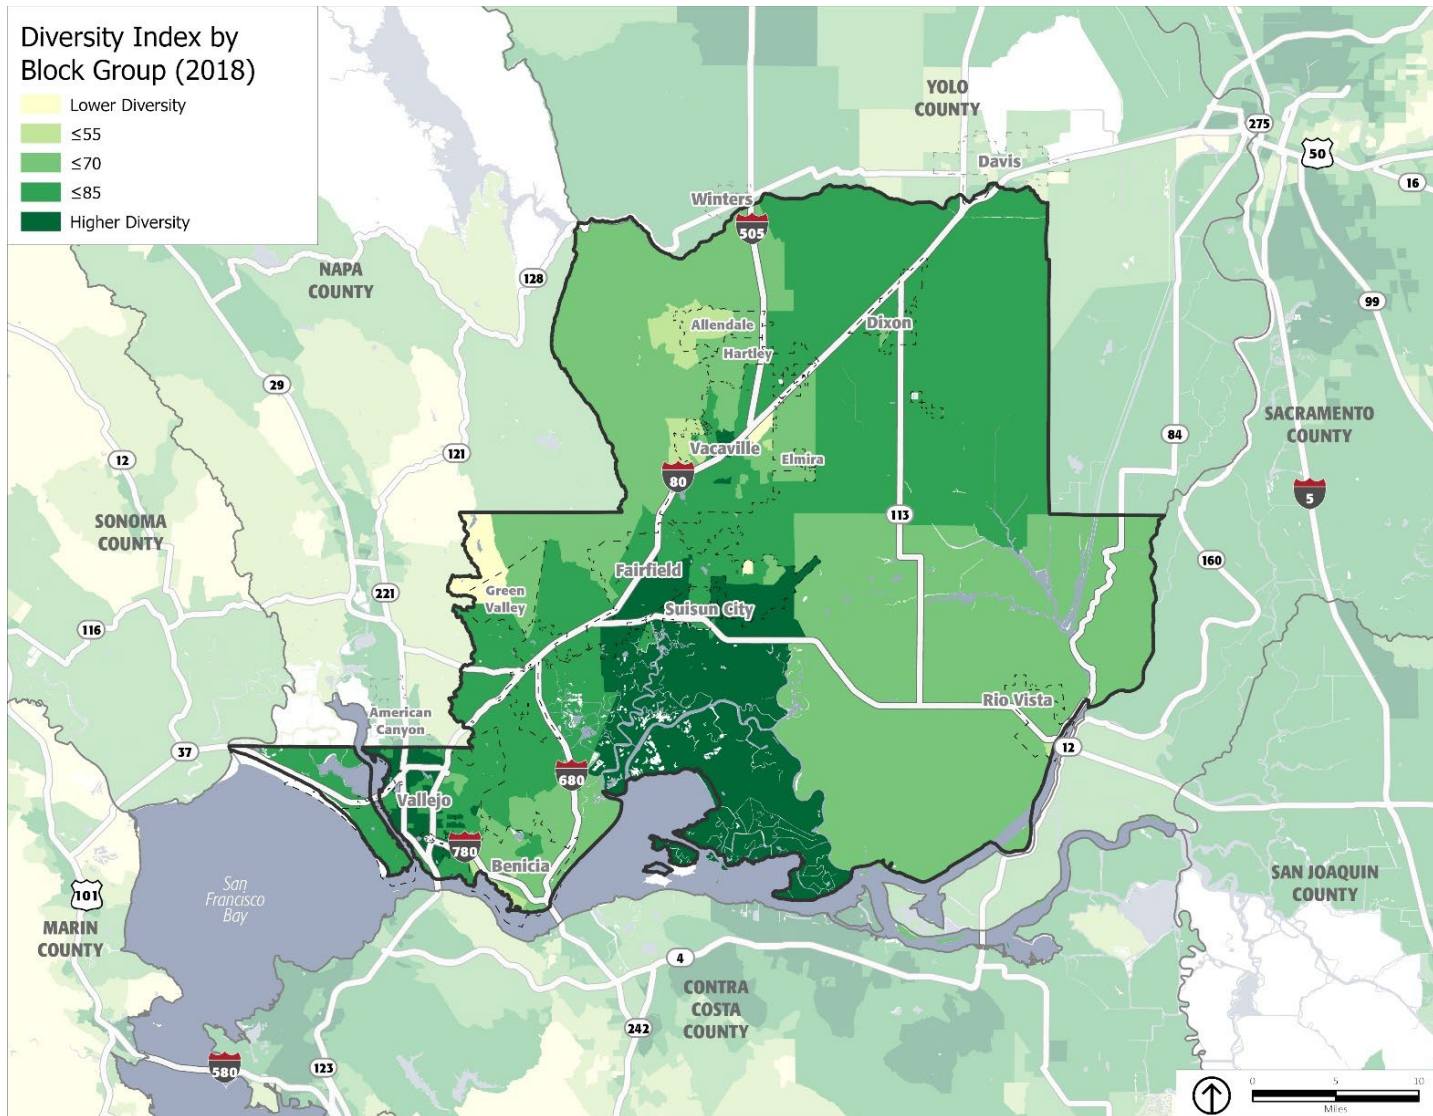 Diversity Index by
Block Group (2018)
Lower Diversity
≤55
≤70
≤85
Higher Diversity
YOLO
COUNTY
275
50
16
Davis
Winters
505
NAPA
COUNTY
128
99
Allendale
Dixon
Hartley
29
SACRAMENTO
COUNTY
84
121
12
Vacaville
Elmira
80
5
SONOMA
COUNTY
113
160
Fairfield
221
Green
Valley
Suisun City
116
Rio Vista
American
Canyon
37
12
680
Vallejo
780
Benicia
San
Francisco
Bay
101
MARIN
COUNTY
SAN JOAQUIN
COUNTY
4
CONTRA
COSTA
COUNTY
242
580
123
0 5 10
Miles